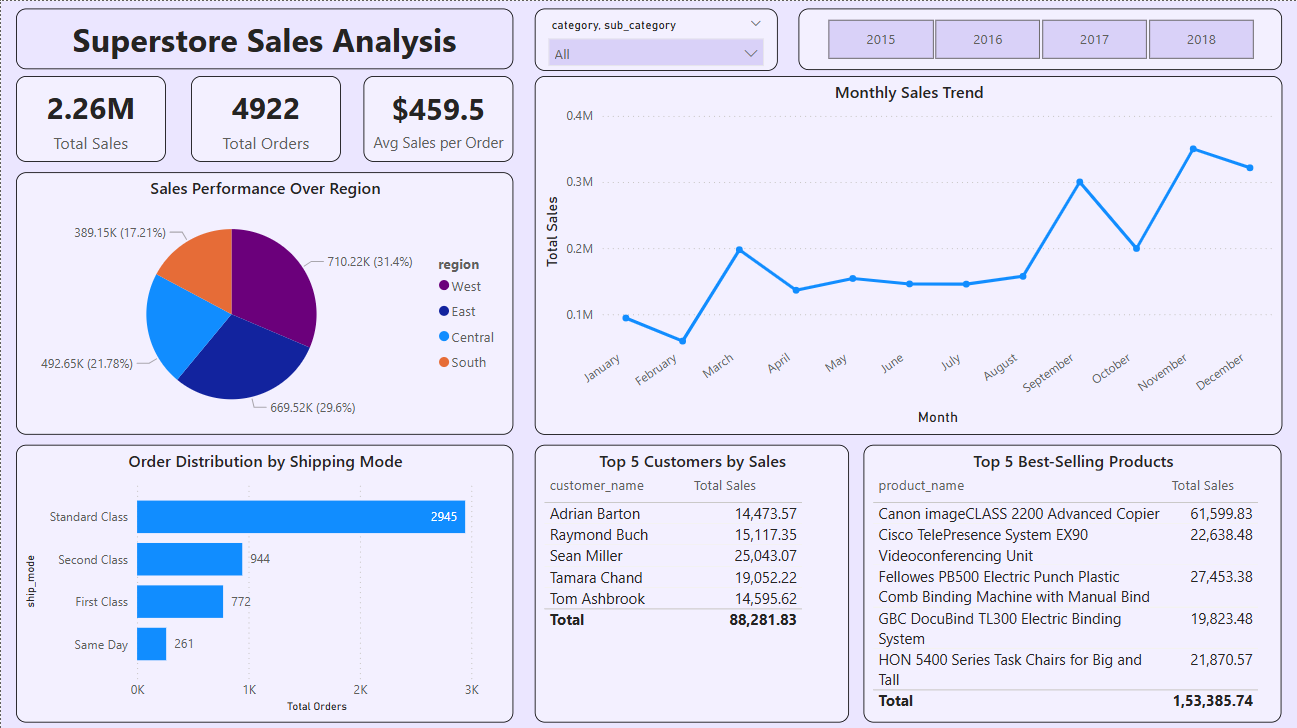 Superstore Sales Analysis
category, sub_category
All
2015 2016 2017 2018
2.26M
Total Sales
4922
Total Orders
$459.5
Avg Sales per Order
Sales Performance Over Region
389.15K (17.21%)
710.22K (31.4%)
492.65K (21.78%)
669.52K (29.6%)
region
West
East
Central
South
Monthly Sales Trend
Total Sales
0.4M
0.3M
0.2M
0.1M
January February March April May June July August September October November December
Month
Order Distribution by Shipping Mode
ship_mode
Standard Class 2945
Second Class 944
First Class 772
Same Day 261
0K 1K 2K 3K
Total Orders
Top 5 Customers by Sales
customer_name Total Sales
Adrian Barton 14,473.57
Raymond Buch 15,117.35
Sean Miller 25,043.07
Tamara Chand 19,052.22
Tom Ashbrook 14,595.62
Total 88,281.83
Top 5 Best-Selling Products
product_name Total Sales
Canon imageCLASS 2200 Advanced Copier 61,599.83
Cisco TelePresence System EX90 22,638.48
Videoconferencing Unit
Fellowes PB500 Electric Punch Plastic 27,453.38
Comb Binding Machine with Manual Bind
GBC DocuBind TL300 Electric Binding 19,823.48
System
HON 5400 Series Task Chairs for Big and 21,870.57
Tall
Total 1,53,385.74